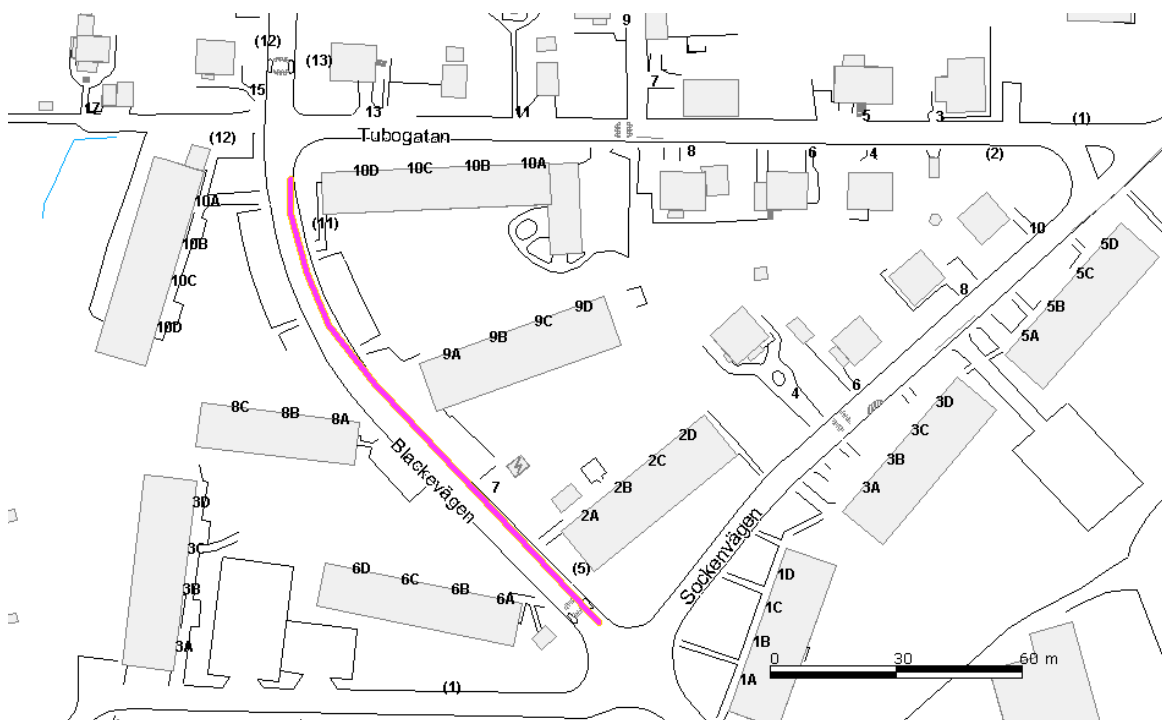 9
(12)
(13)
7
15
17
13
11
5
3
(1)
Tubogatan
(12)
8
6
4
(2)
10D
10C
10B
10A
10A
(11)
10
10B
5D
10C
5C
9D
8
9C
5B
10D
9B
5A
9A
6
4
8C
8B
8A
3D
2D
3C
Blackevägen
2C
3B
7
2B
3A
3D
2A
Sockenvägen
3C
6D
(5)
6C
1D
3B
6B
6A
1C
1B
3A
0
30
60 m
1A
(1)